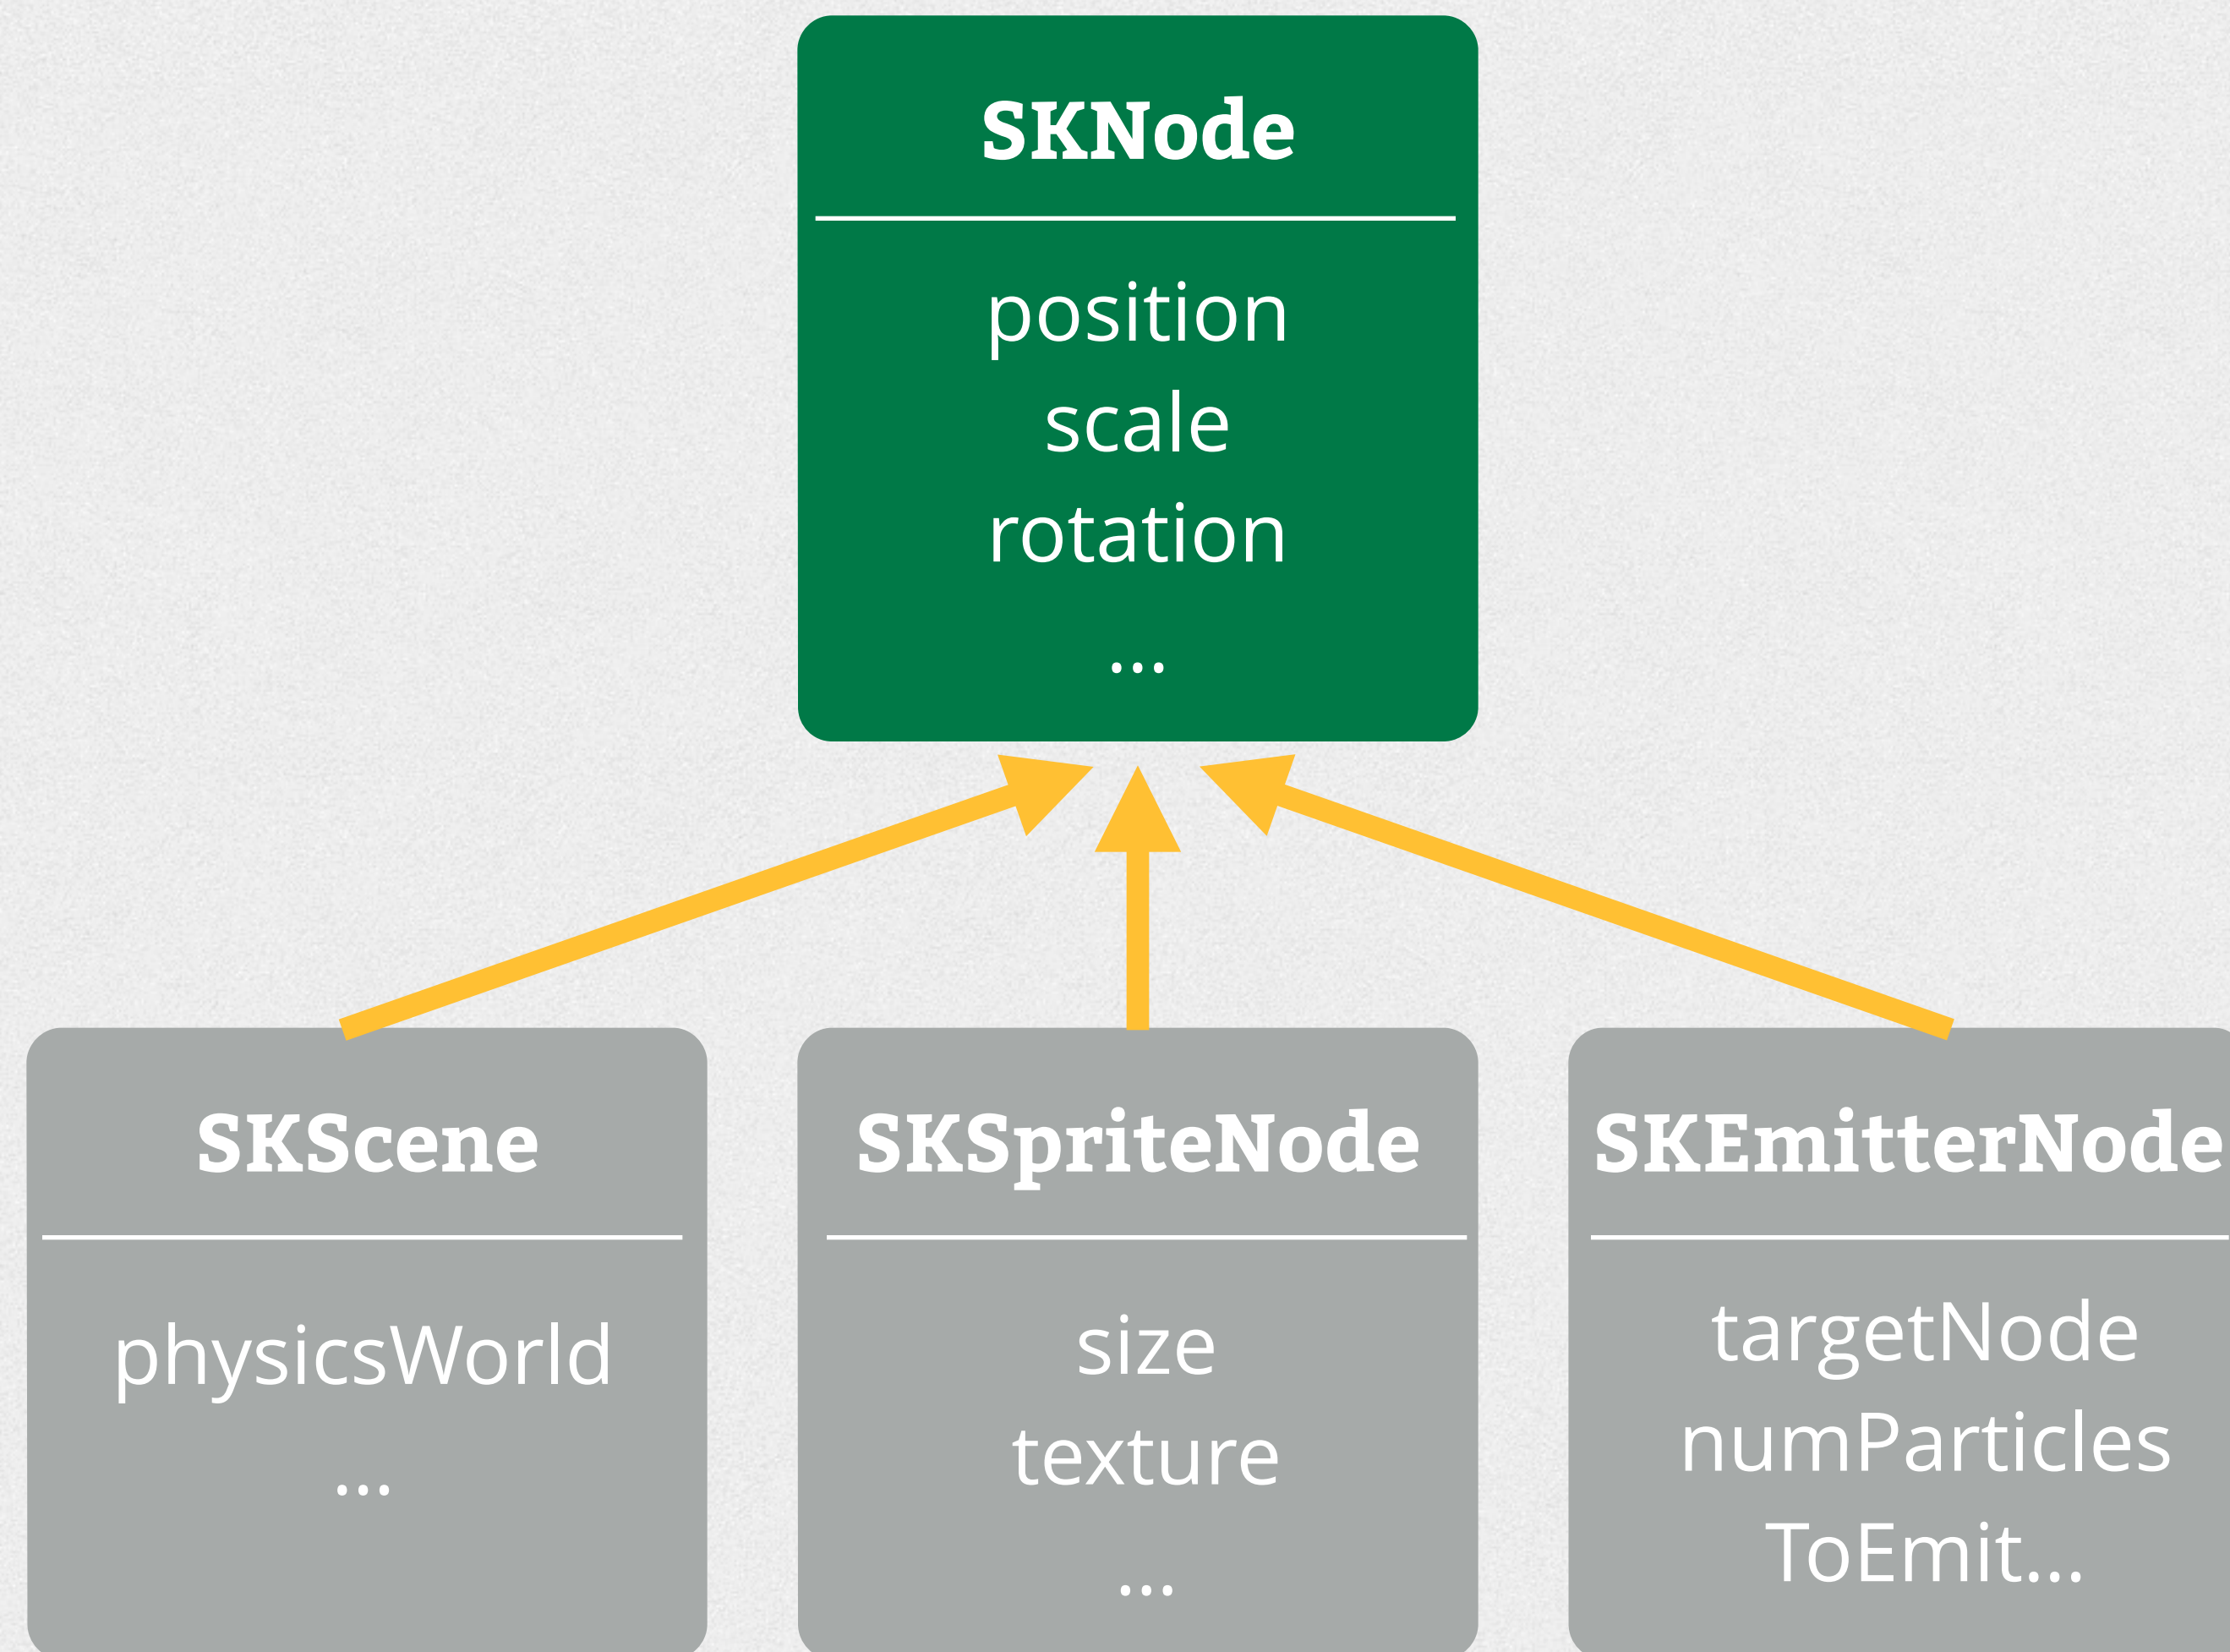 SKNode
position
scale
rotation
...
SKScene
physicsWorld
...
SKSpriteNode
size
texture
...
SKEmitterNode
targetNode
numParticles
ToEmit...